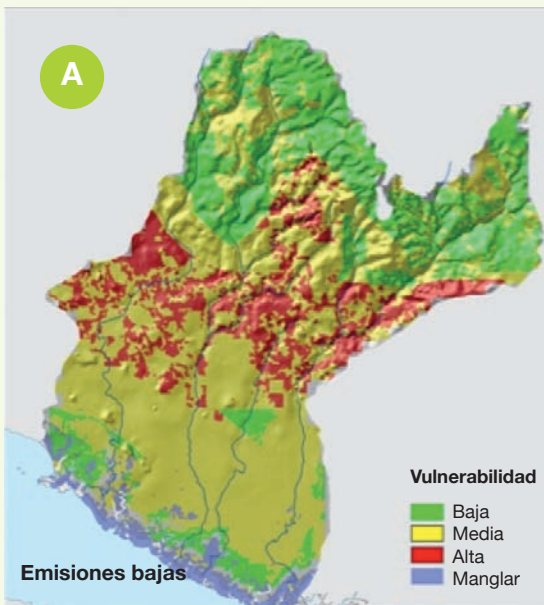 A
Vulnerabilidad
Baja
Media
Alta
Manglar
Emisiones bajas